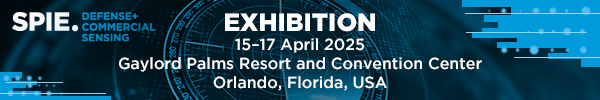 SPIE. DEFENSE+
COMMERCIAL
SENSING
EXHIBITION
15–17 April 2025
Gaylord Palms Resort and Convention Center
Orlando, Florida, USA